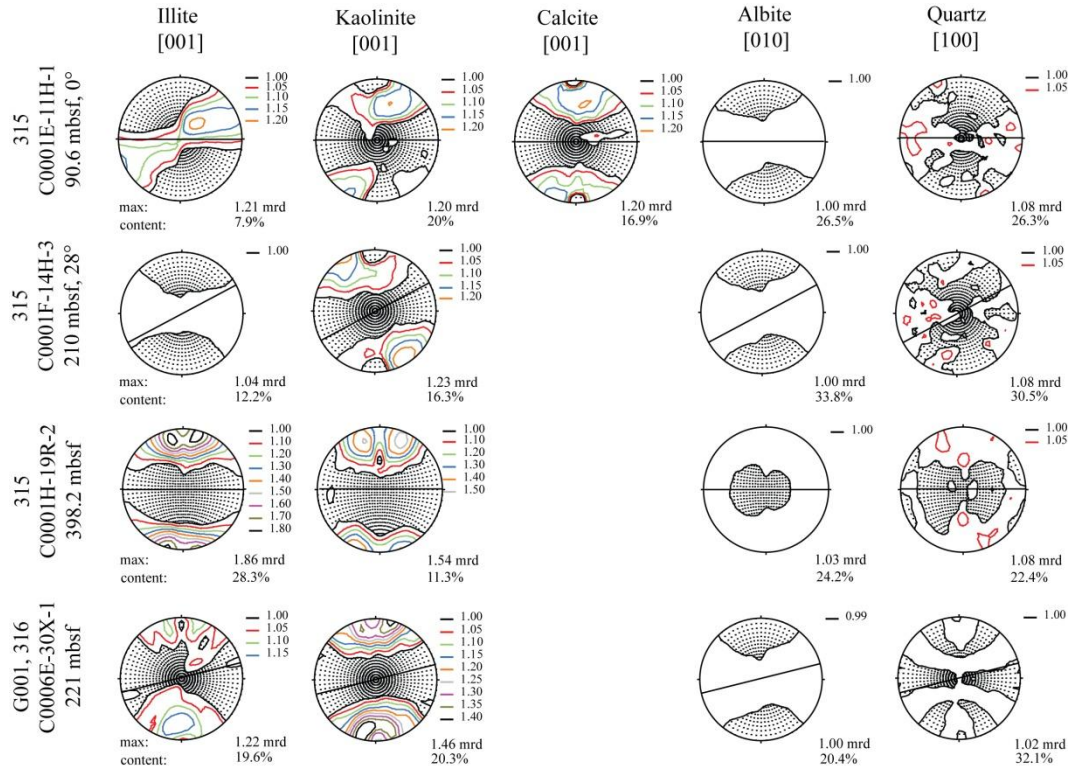 Illite
[001]
Kaolinite
[001]
Calcite
[001]
Albite
[010]
Quartz
[100]
315
C0001E-11H-1
90.6 mbsf, 0°
1.00
1.05
1.10
1.15
1.20
1.00
1.05
1.10
1.15
1.20
1.00
1.05
1.10
1.15
1.20
1.00
1.00
1.05
max:
1.21 mrd
1.20 mrd
1.20 mrd
1.00 mrd
1.08 mrd
content:
7.9%
20%
16.9%
26.5%
26.3%
315
C0001F-14H-3
210 mbsf, 28°
1.00
1.00
1.05
1.10
1.15
1.20
1.00
1.00
1.05
max:
1.04 mrd
1.23 mrd
1.00 mrd
1.08 mrd
content:
12.2%
16.3%
33.8%
30.5%
315
C0001H-19R-2
398.2 mbsf
1.00
1.10
1.20
1.30
1.40
1.50
1.60
1.70
1.80
1.00
1.10
1.20
1.30
1.40
1.50
1.00
1.00
1.05
max:
1.86 mrd
1.54 mrd
1.03 mrd
1.08 mrd
content:
28.3%
11.3%
24.2%
22.4%
G001, 316
C0006E-30X-1
221 mbsf
1.00
1.05
1.10
1.15
1.00
1.05
1.10
1.15
1.20
1.25
1.30
1.35
1.40
0.99
1.00
max:
1.22 mrd
1.46 mrd
1.00 mrd
1.02 mrd
content:
19.6%
20.3%
20.4%
32.1%